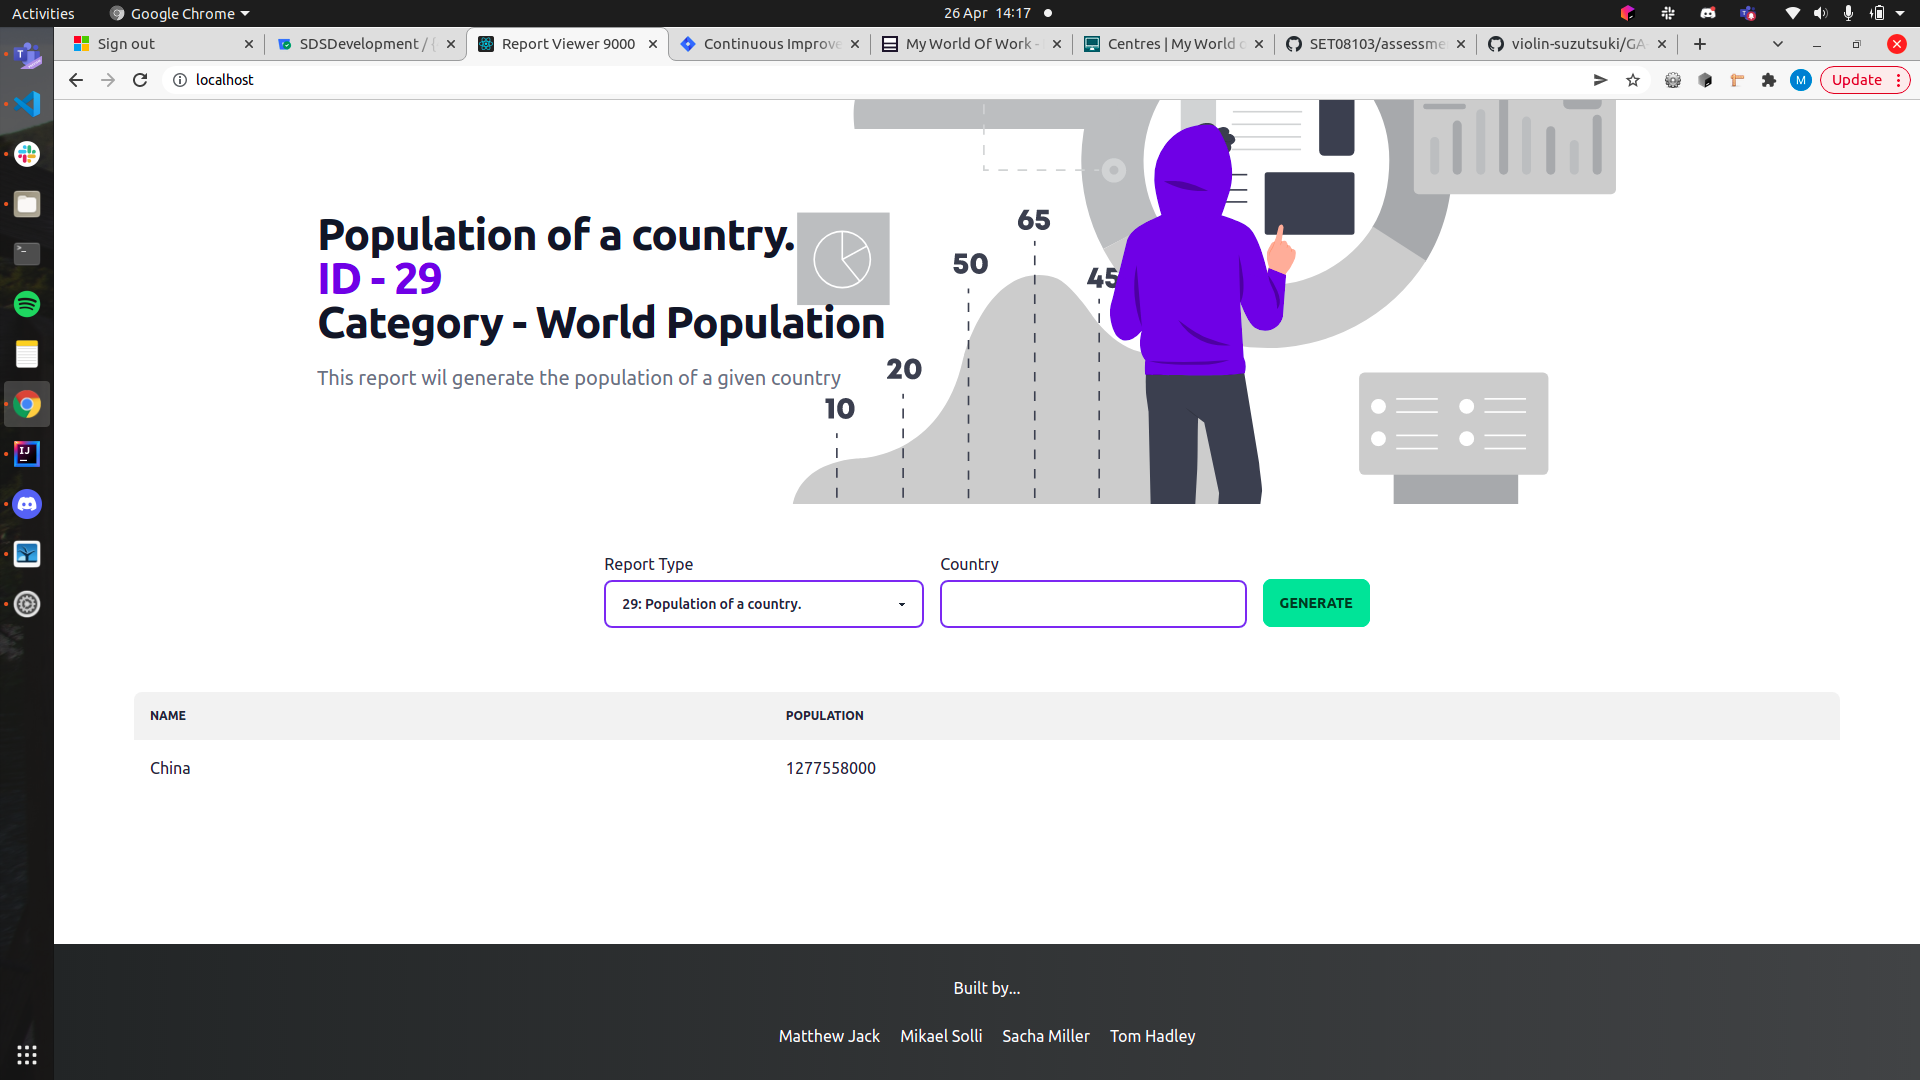 Activities
Google Chrome
26 Apr 14:17
Sign out
SDSDevelopment / {
Report Viewer 9000
Continuous Improve
My World Of Work -
Centres | My World o
SET08103/assessme
violin-suzutsuki/GA
localhost
M
Update
Population of a country.
ID - 29
Category - World Population
This report wil generate the population of a given country
10
20
50
65
45
Report Type
Country
29: Population of a country.
GENERATE
NAME POPULATION
China 1277558000
Built by...
Matthew Jack Mikael Solli Sacha Miller Tom Hadley